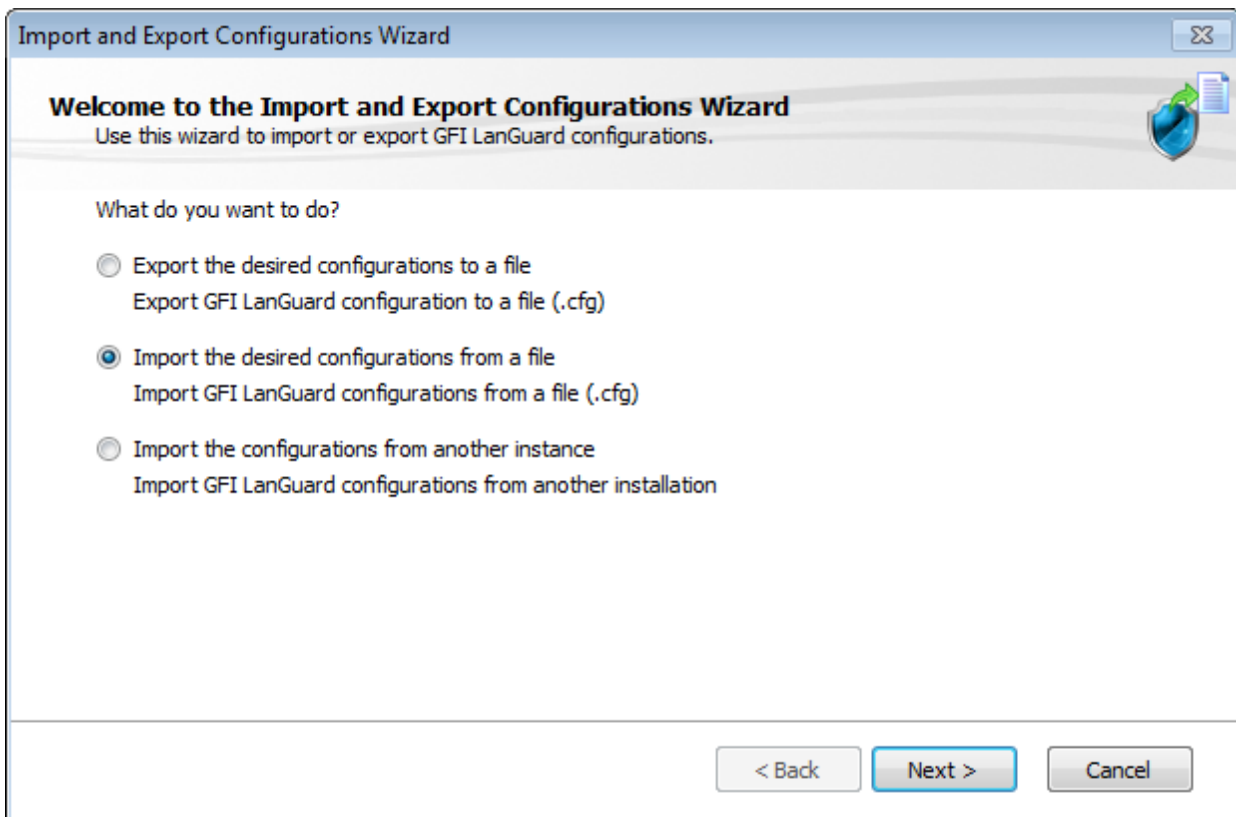 Import and Export Configurations Wizard
Welcome to the Import and Export Configurations Wizard
Use this wizard to import or export GFI LanGuard configurations.
What do you want to do?
Export the desired configurations to a file
Export GFI LanGuard configuration to a file (.cfg)
Import the desired configurations from a file
Import GFI LanGuard configurations from a file (.cfg)
Import the configurations from another instance
Import GFI LanGuard configurations from another installation
< Back Next > Cancel